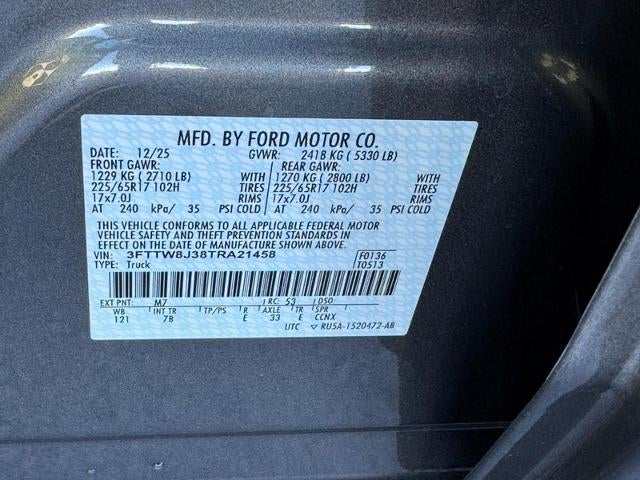 MFD. BY FORD MOTOR CO.
DATE: 12/25 GVWR: 2418 KG ( 5330 LB)
FRONT GAWR: REAR GAWR:
1229 KG ( 2710 LB) WITH 1270 KG ( 2800 LB) WITH
225/65R17 102H TIRES 225/65R17 102H TIRES
17x7.0J RIMS 17x7.0J RIMS
AT 240 kPa/ 35 PSI COLD AT 240 kPa/ 35 PSI COLD
THIS VEHICLE CONFORMS TO ALL APPLICABLE FEDERAL MOTOR
VEHICLE SAFETY AND THEFT PREVENTION STANDARDS IN
EFFECT ON THE DATE OF MANUFACTURE SHOWN ABOVE.
VIN: 3FTTW8J38TRA21458 F0136
TYPE: Truck T0513
EXT PNT: M7 RC: 53 DSO:
WB INT TR TP/PS R AXLE TR SPR
121 7B E 33 E CCNX
UTC RU5A-1520472-AB